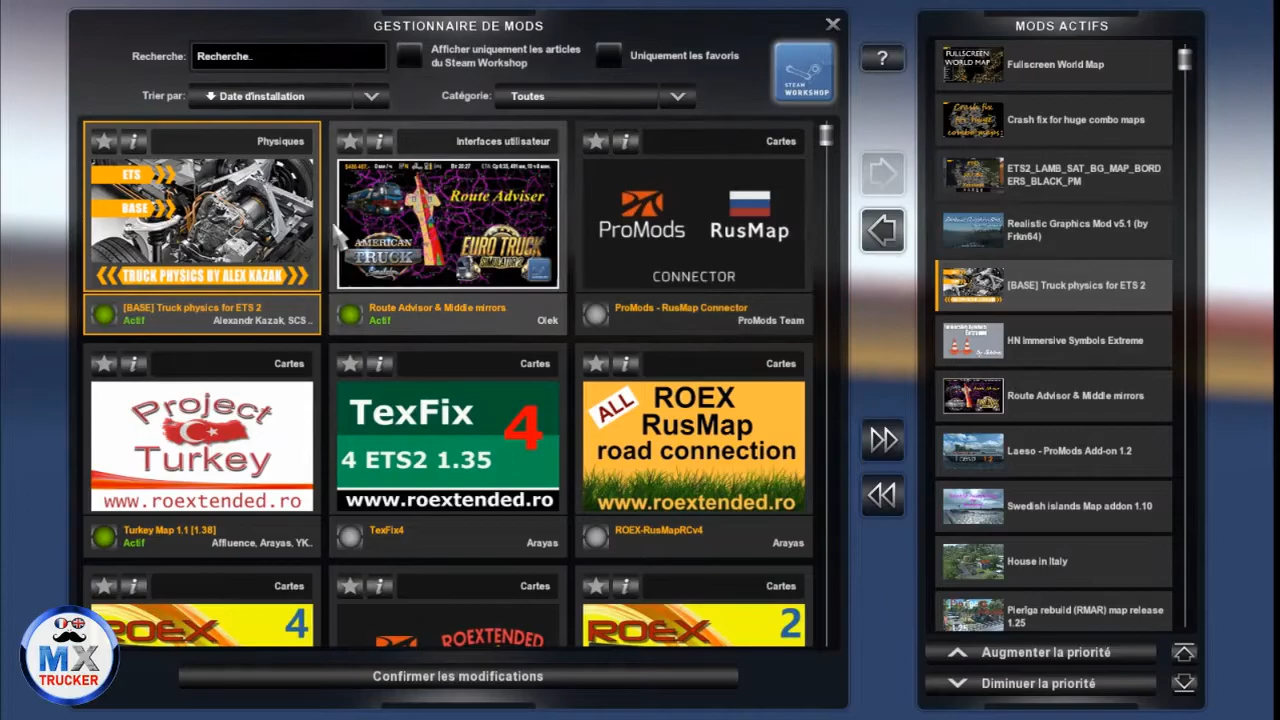 GESTIONNAIRE DE MODS
Recherche:
Recherche..
Afficher uniquement les articles
du Steam Workshop
Uniquement les favoris
STEAM
WORKSHOP
Trier par:
Date d'installation
Catégorie:
Toutes
Physiques
ETS
BASE
TRUCK PHYSICS BY ALEX KAZAK
[BASE] Truck physics for ETS 2
Actif
Alexandr Kazak, SCS ..
Interfaces utilisateur
Route Adviser
AMERICAN
TRUCK
EURO TRUCK
Route Advisor & Middle mirrors
Actif
Olek
Cartes
ProMods
RusMap
CONNECTOR
ProMods - RusMap Connector
ProMods Team
Cartes
Project
Turkey
www.roextended.ro
Turkey Map 1.1 [1.38]
Actif
Affluence, Arayas, YK..
Cartes
TexFix
4
4 ETS2 1.35
www.roextended.ro
TexFix4
Arayas
Cartes
ALL
ROEX
RusMap
road connection
www.roextended.ro
ROEX-RusMapRCv4
Arayas
Cartes
ROEX
4
Cartes
ROEXTENDED
Cartes
ROEX
2
Confirmer les modifications
?
MODS ACTIFS
FULLSCREEN
WORLD MAP
Fullscreen World Map
Crash fix
for huge
combo maps
Crash fix for huge combo maps
ETS2_LAMB_SAT_BG_MAP_BORD
ERS_BLACK_PM
Realistic Graphics Mod v5.1 (by
Frkn64)
[BASE] Truck physics for ETS 2
HN Immersive Symbols Extreme
Route Advisor & Middle mirrors
Laeso - ProMods Add-on 1.2
Swedish islands Map addon 1.10
House in Italy
Pieriga rebuild (RMAR) map release
1.25
Augmenter la priorité
Diminuer la priorité
MX
TRUCKER